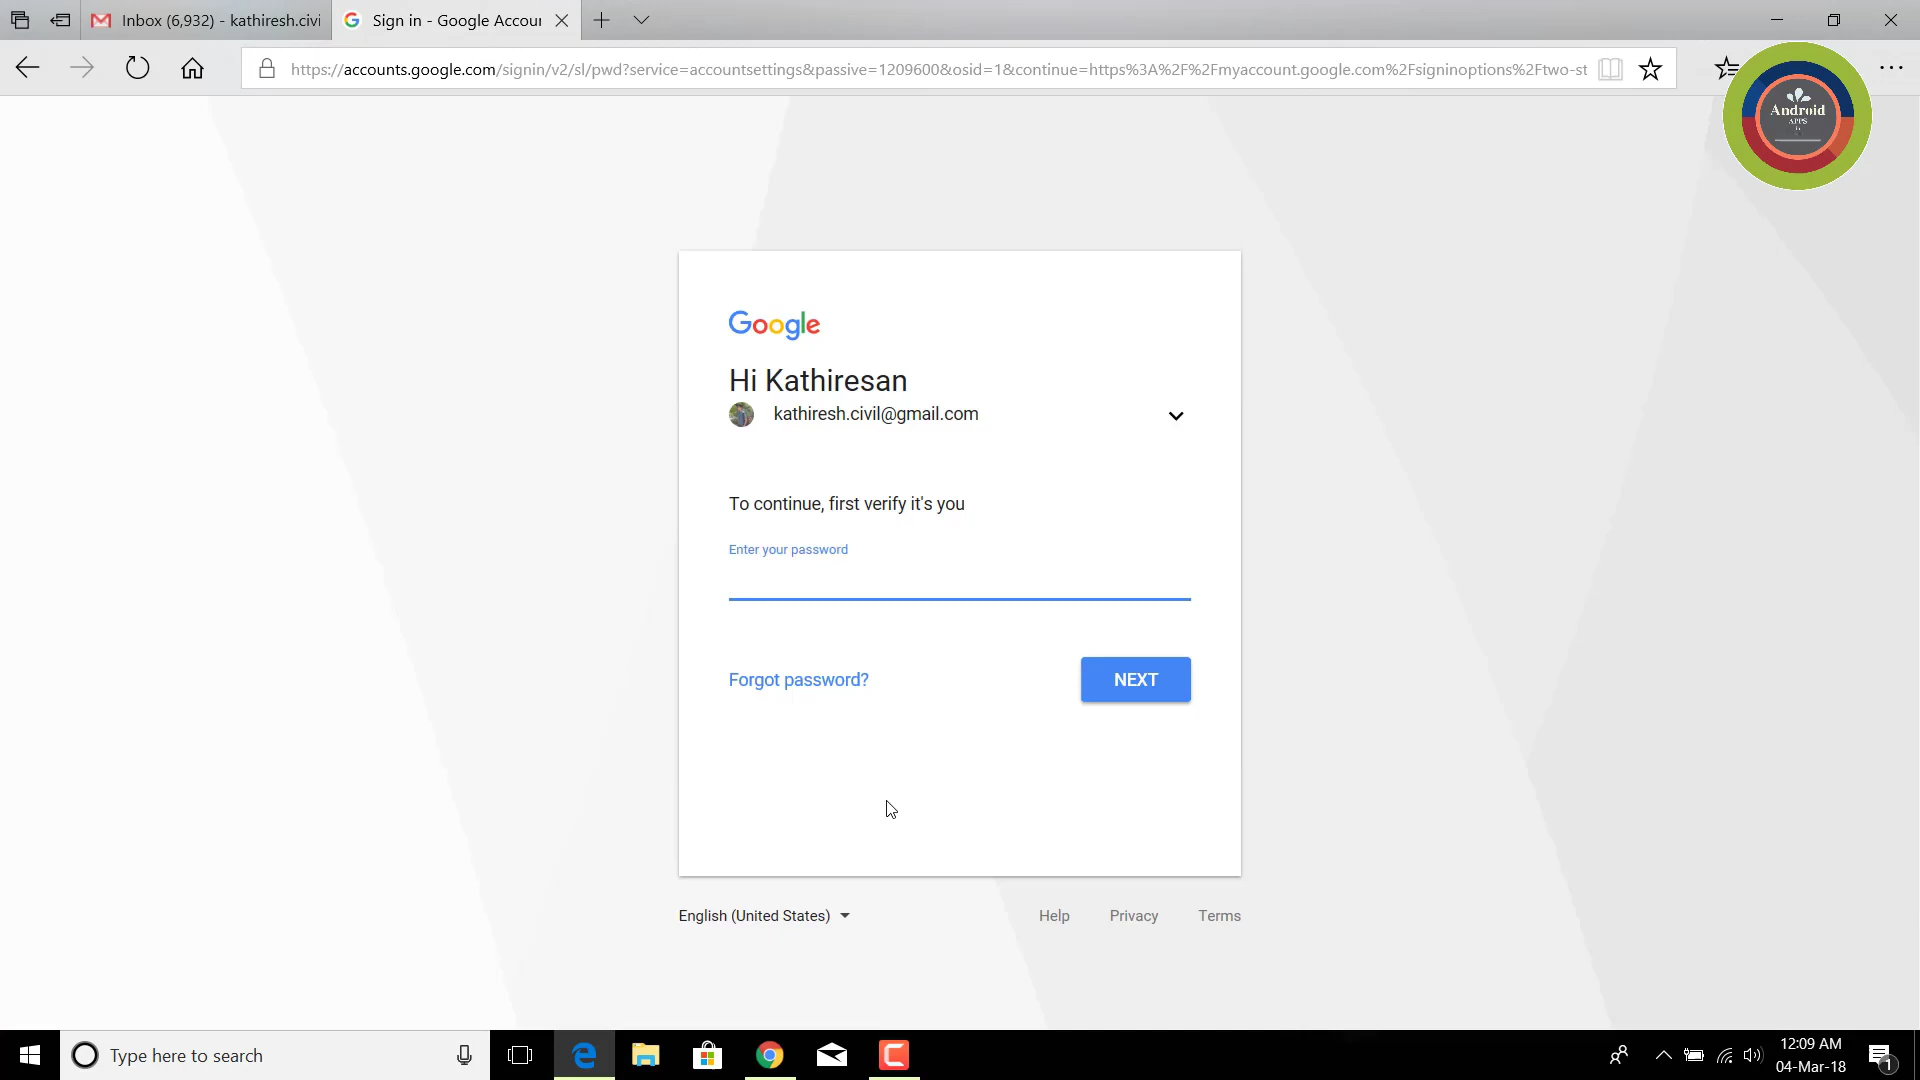 Inbox (6,932) - kathiresh.civi
Sign in - Google Accou
https://accounts.google.com/signin/v2/sl/pwd?service=accountsettings&passive=1209600&osid=1&continue=https%3A%2F%2Fmyaccount.google.com%2Fsigninoptions%2Ftwo-st
Android
APPS
Google
Hi Kathiresan
kathiresh.civil@gmail.com
To continue, first verify it's you
Enter your password
Forgot password?
NEXT
English (United States)
Help
Privacy
Terms
Type here to search
12:09 AM
04-Mar-18
1